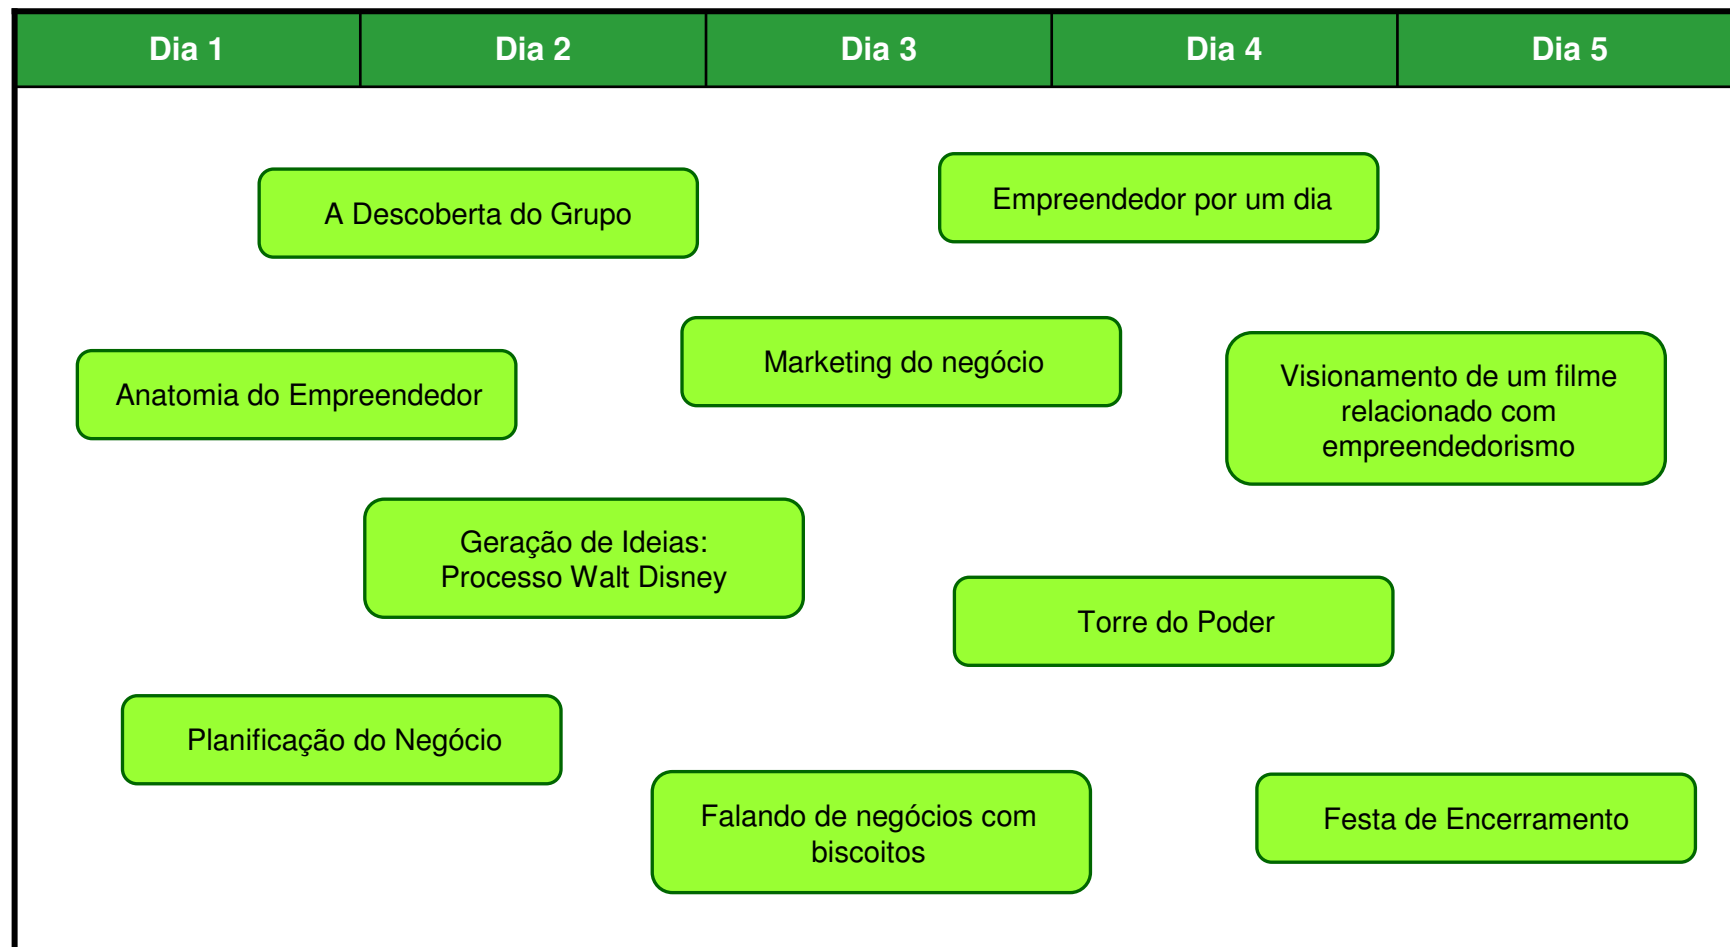 Dia 1
Dia 2
Dia 3
Dia 4
Dia 5
A Descoberta do Grupo
Empreendedor por um dia
Anatomia do Empreendedor
Marketing do negócio
Visionamento de um filme
relacionado com
empreendedorismo
Geração de Ideias:
Processo Walt Disney
Torre do Poder
Planificação do Negócio
Falando de negócios com
biscoitos
Festa de Encerramento